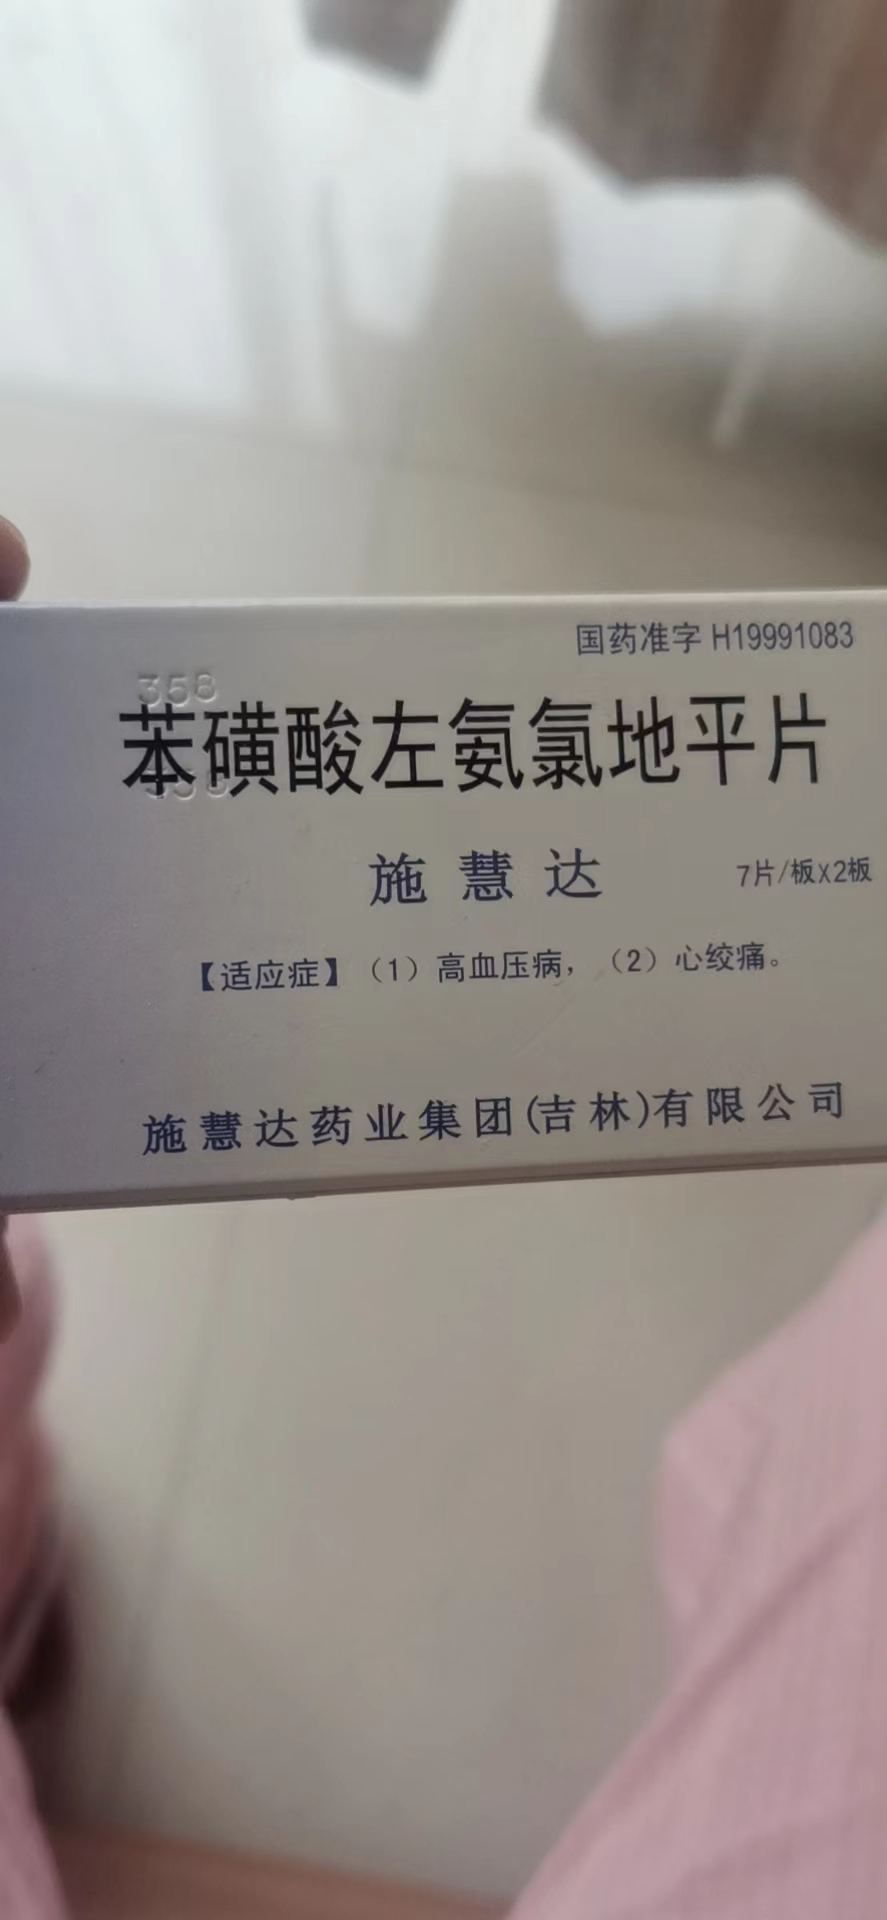 国药准字 H19991083
358
苯磺酸左氨氯地平片
施慧达
7片/板X2板
【适应症】（1）高血压病，（2）心绞痛。
施慧达药业集团(吉林)有限公司